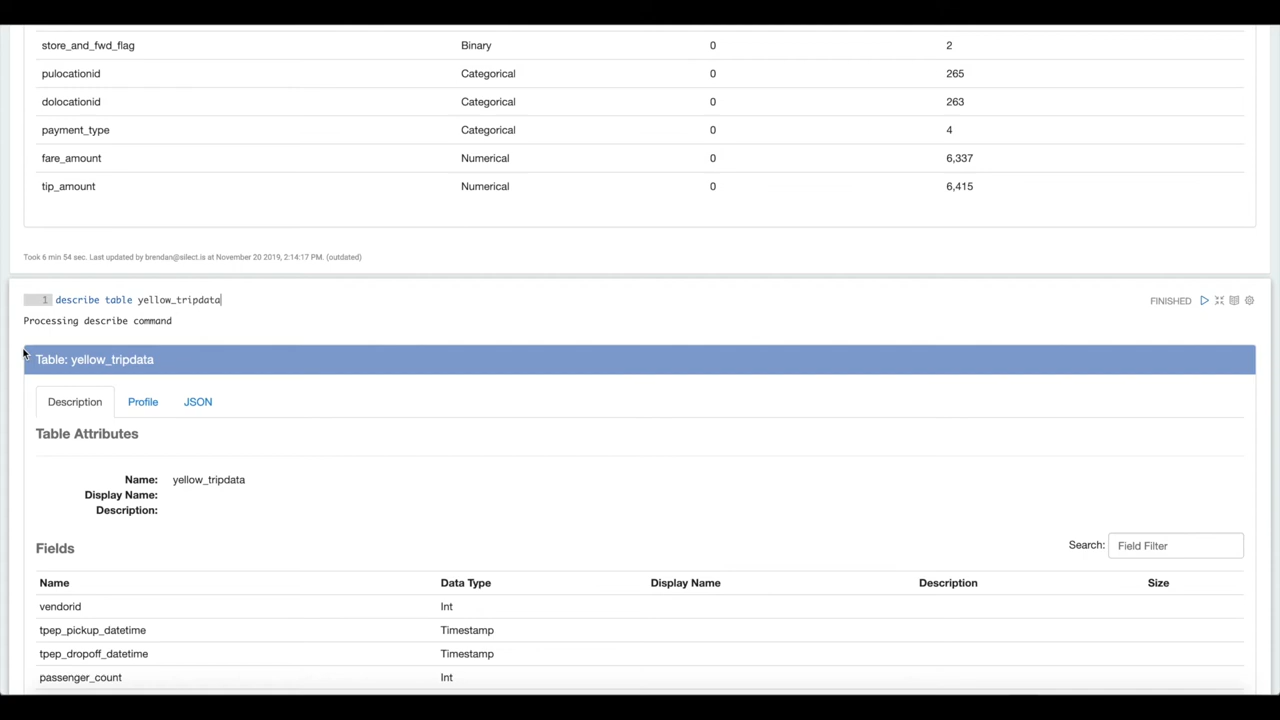 store_and_fwd_flag Binary 0 2
pulocationid Categorical 0 265
dolocationid Categorical 0 263
payment_type Categorical 0 4
fare_amount Numerical 0 6,337
tip_amount Numerical 0 6,415
Took 6 min 54 sec. Last updated by brendan@silect.is at November 20 2019, 2:14:17 PM. (outdated)
1 describe table yellow_tripdata FINISHED
Processing describe command
Table: yellow_tripdata
Description Profile JSON
Table Attributes
Name: yellow_tripdata
Display Name:
Description:
Fields Search: Field Filter
Name Data Type Display Name Description Size
vendorid Int
tpep_pickup_datetime Timestamp
tpep_dropoff_datetime Timestamp
passenger_count Int